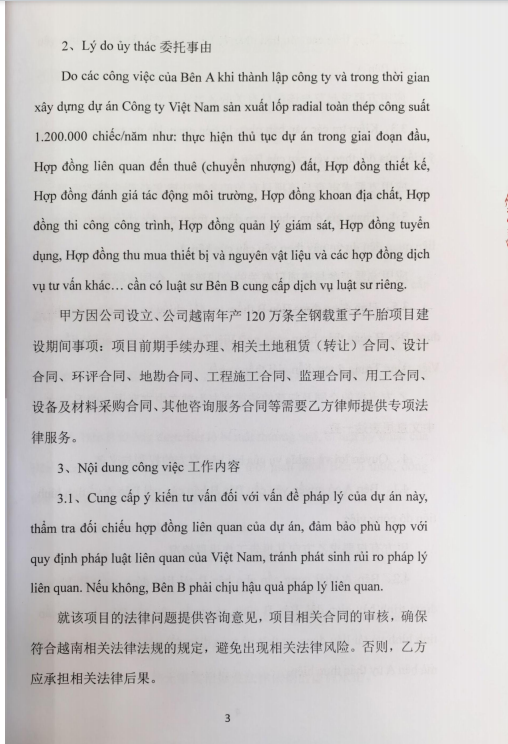 2、Lý do ủy thác 委托事由
Do các công việc của Bên A khi thành lập công ty và trong thời gian
xây dựng dự án Công ty Việt Nam sản xuất lốp radial toàn thép công suất
1.200.000 chiếc/năm như: thực hiện thủ tục dự án trong giai đoạn đầu,
Hợp đồng liên quan đến thuê (chuyển nhượng) đất, Hợp đồng thiết kế,
Hợp đồng đánh giá tác động môi trường, Hợp đồng khoan địa chất, Hợp
đồng thi công công trình, Hợp đồng quản lý giám sát, Hợp đồng tuyển
dụng, Hợp đồng thu mua thiết bị và nguyên vật liệu và các hợp đồng dịch
vụ tư vấn khác… cần có luật sư Bên B cung cấp dịch vụ luật sư riêng.
甲方因公司设立、公司越南年产 120 万条全钢载重子午胎项目建
设期间事项：项目前期手续办理、相关土地租赁（转让）合同、设计
合同、环评合同、地勘合同、工程施工合同、监理合同、用工合同、
设备及材料采购合同、其他咨询服务合同等需要乙方律师提供专项法
律服务。
3、Nội dung công việc 工作内容
3.1、Cung cấp ý kiến tư vấn đối với vấn đề pháp lý của dự án này,
thẩm tra đối chiếu hợp đồng liên quan của dự án, đảm bảo phù hợp với
quy định pháp luật liên quan của Việt Nam, tránh phát sinh rủi ro pháp lý
liên quan. Nếu không, Bên B phải chịu hậu quả pháp lý liên quan.
就该项目的法律问题提供咨询意见，项目相关合同的审核，确保
符合越南相关法律法规的规定，避免出现相关法律风险。否则，乙方
应承担相关法律后果。
3